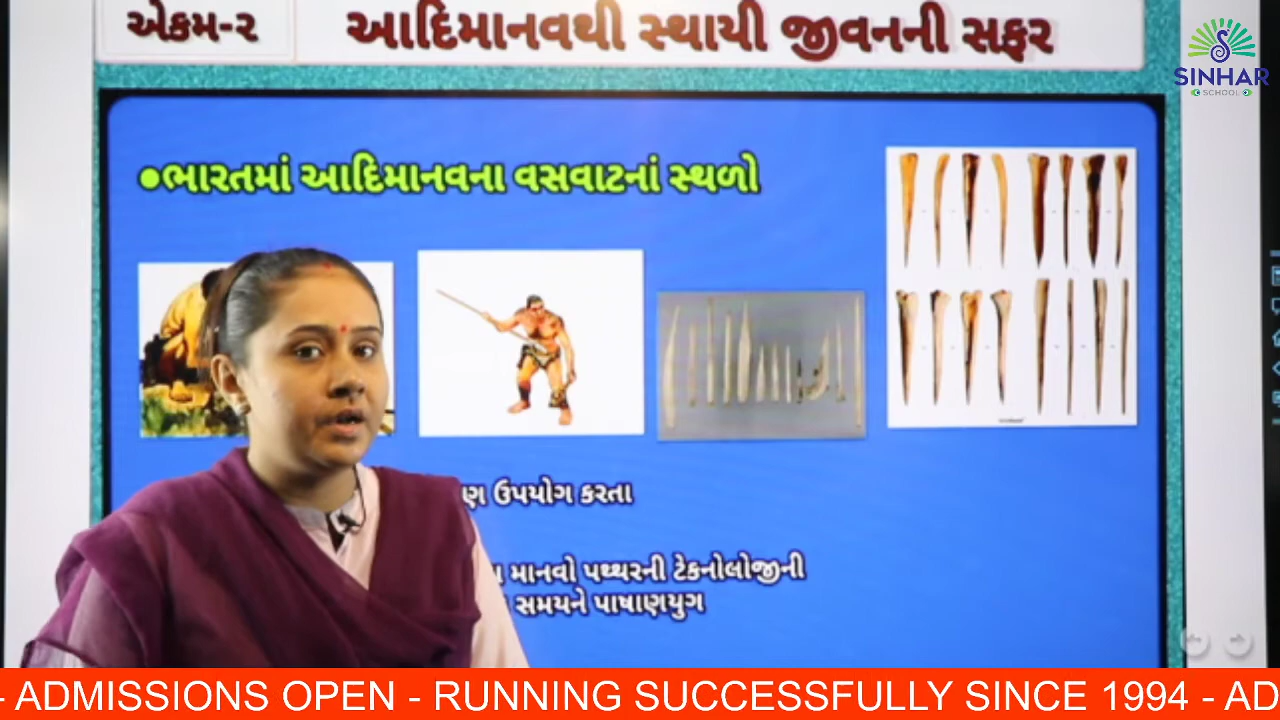 એકમ-૨
આદિમાનવથી સ્થાયી જીવનની સફર
SINHAR
SCHOOL
•ભારતમાં આદિમાનવના વસવાટનાં સ્થળો
ઉપયોગ કરતા
માનવો પથ્થરની ટેકનોલોજીની
સમયને પાષાણયુગ
- ADMISSIONS OPEN - RUNNING SUCCESSFULLY SINCE 1994 - AD